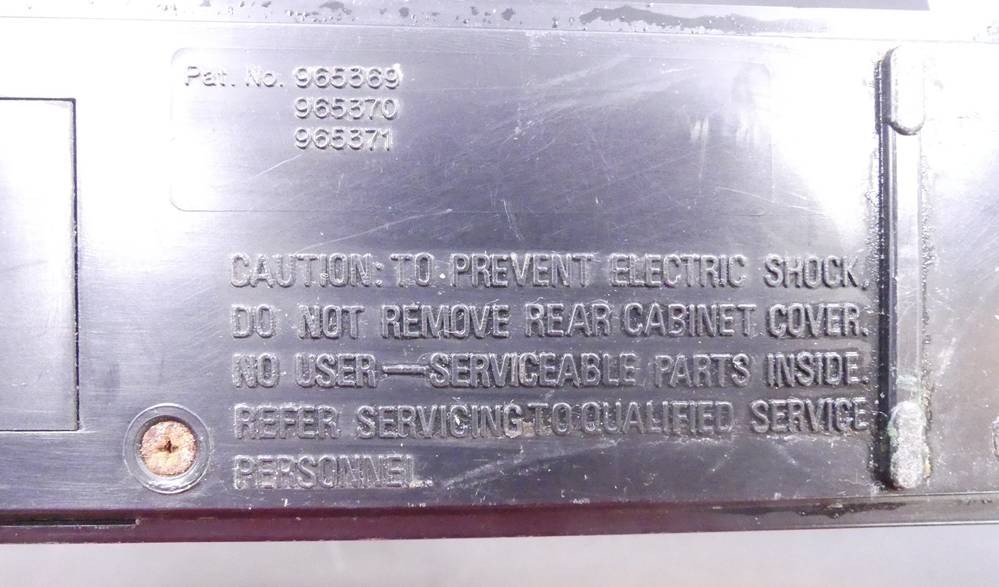 Pat. No. 965369
965370
965371
CAUTION: TO PREVENT ELECTRIC SHOCK,
DO NOT REMOVE REAR CABINET COVER.
NO USER—SERVICEABLE PARTS INSIDE.
REFER SERVICING TO QUALIFIED SERVICE
PERSONNEL.